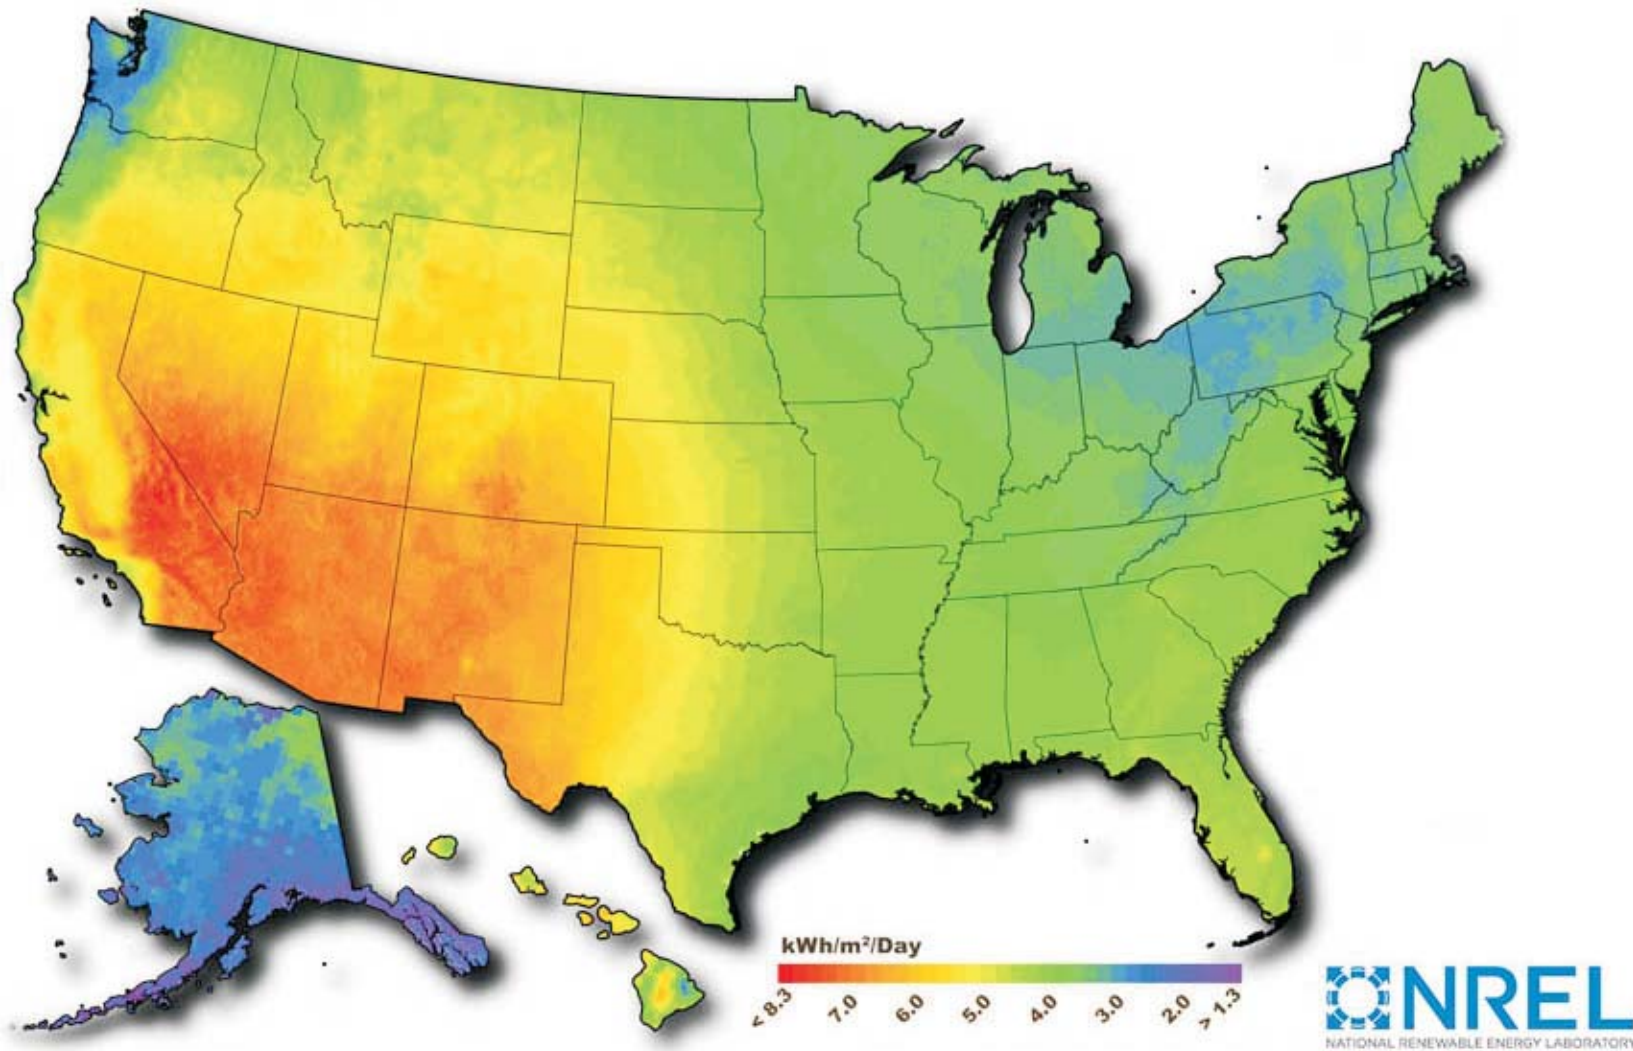 kWh/m²/Day
< 8.3 7.0 6.0 5.0 4.0 3.0 2.0 > 1.3
NREL
NATIONAL RENEWABLE ENERGY LABORATORY